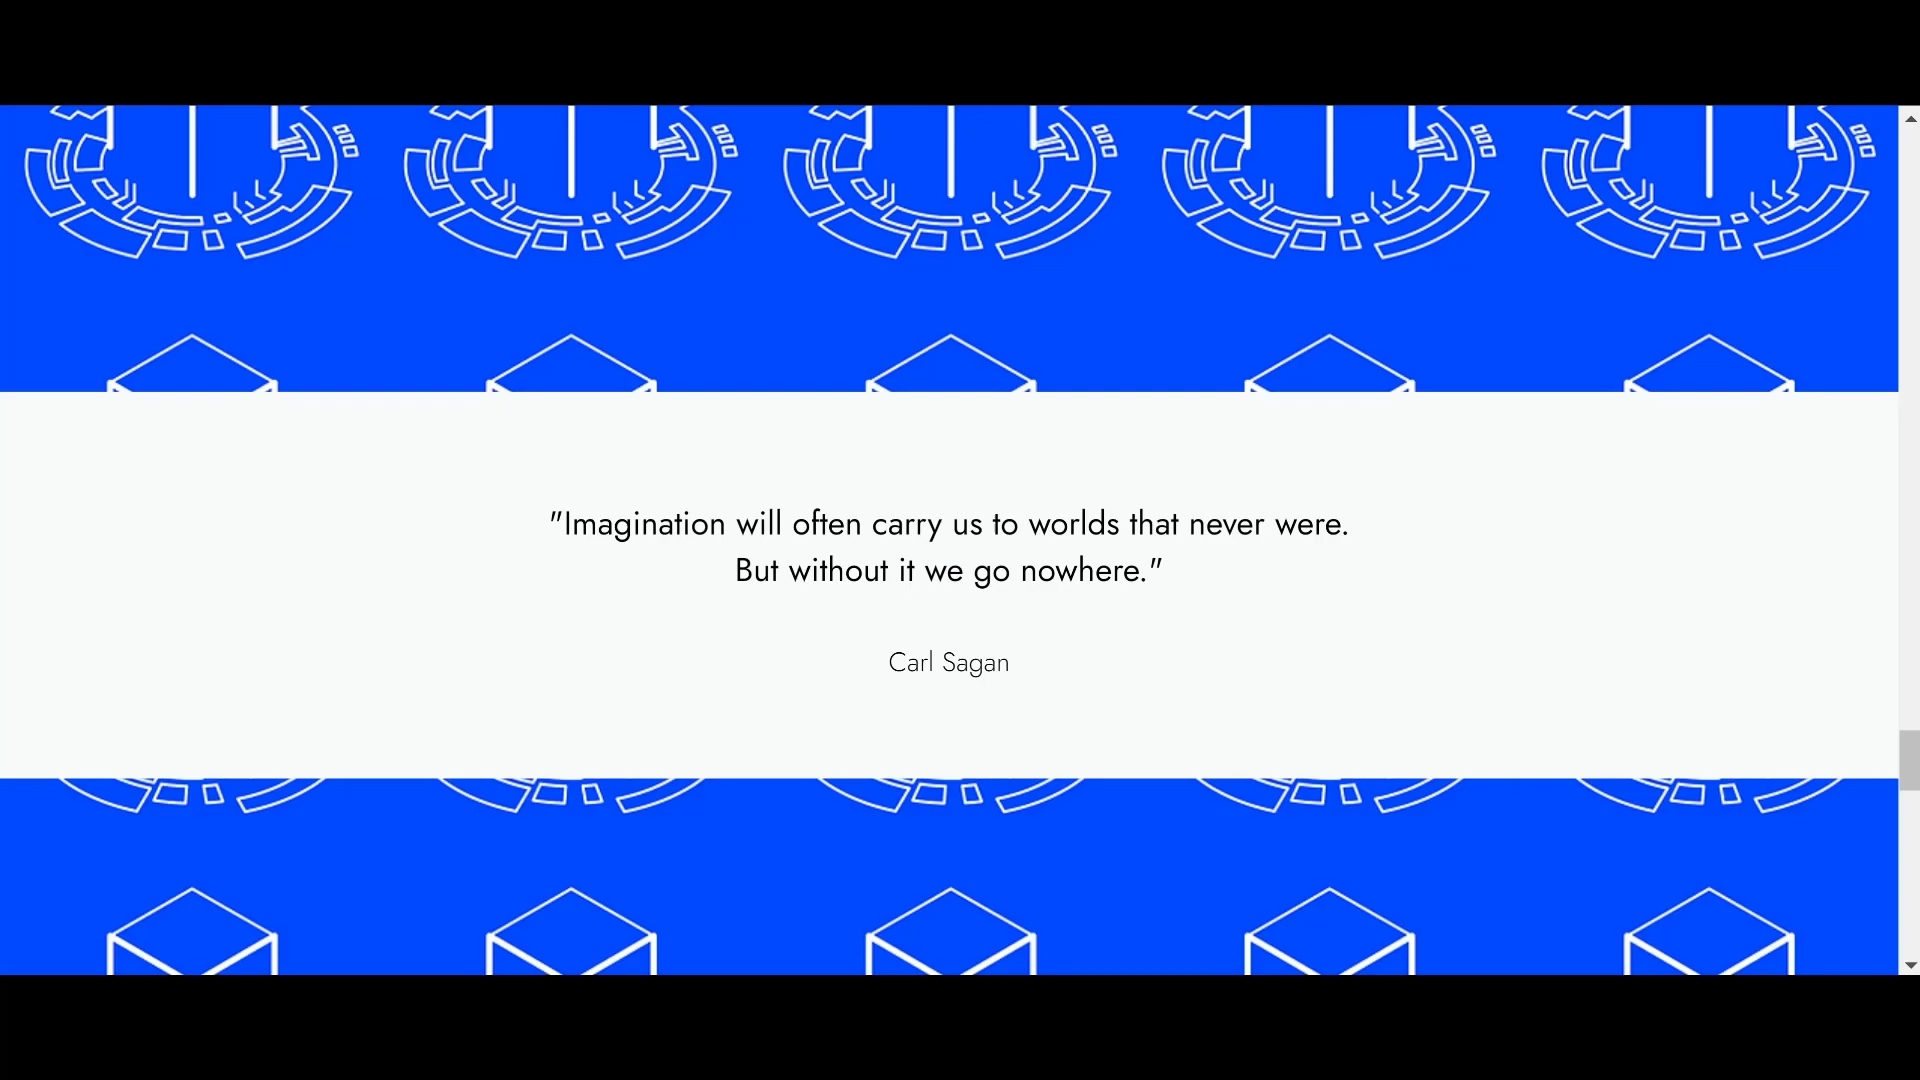 "Imagination will often carry us to worlds that never were.
But without it we go nowhere."
Carl Sagan